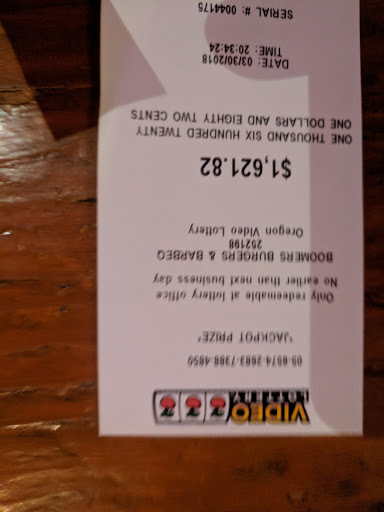 VIDEO
LOTTERY
05-6974-2683-7388-4850
"JACKPOT PRIZE"
Only redeemable at lottery office
No earlier than next business day
BOOMERS BURGERS & BARBEQ
252198
Oregon Video Lottery
$1,621.82
ONE THOUSAND SIX HUNDRED TWENTY
ONE DOLLARS AND EIGHTY TWO CENTS
DATE: 03/30/2018
TIME: 20:34:24
SERIAL #: 0044175